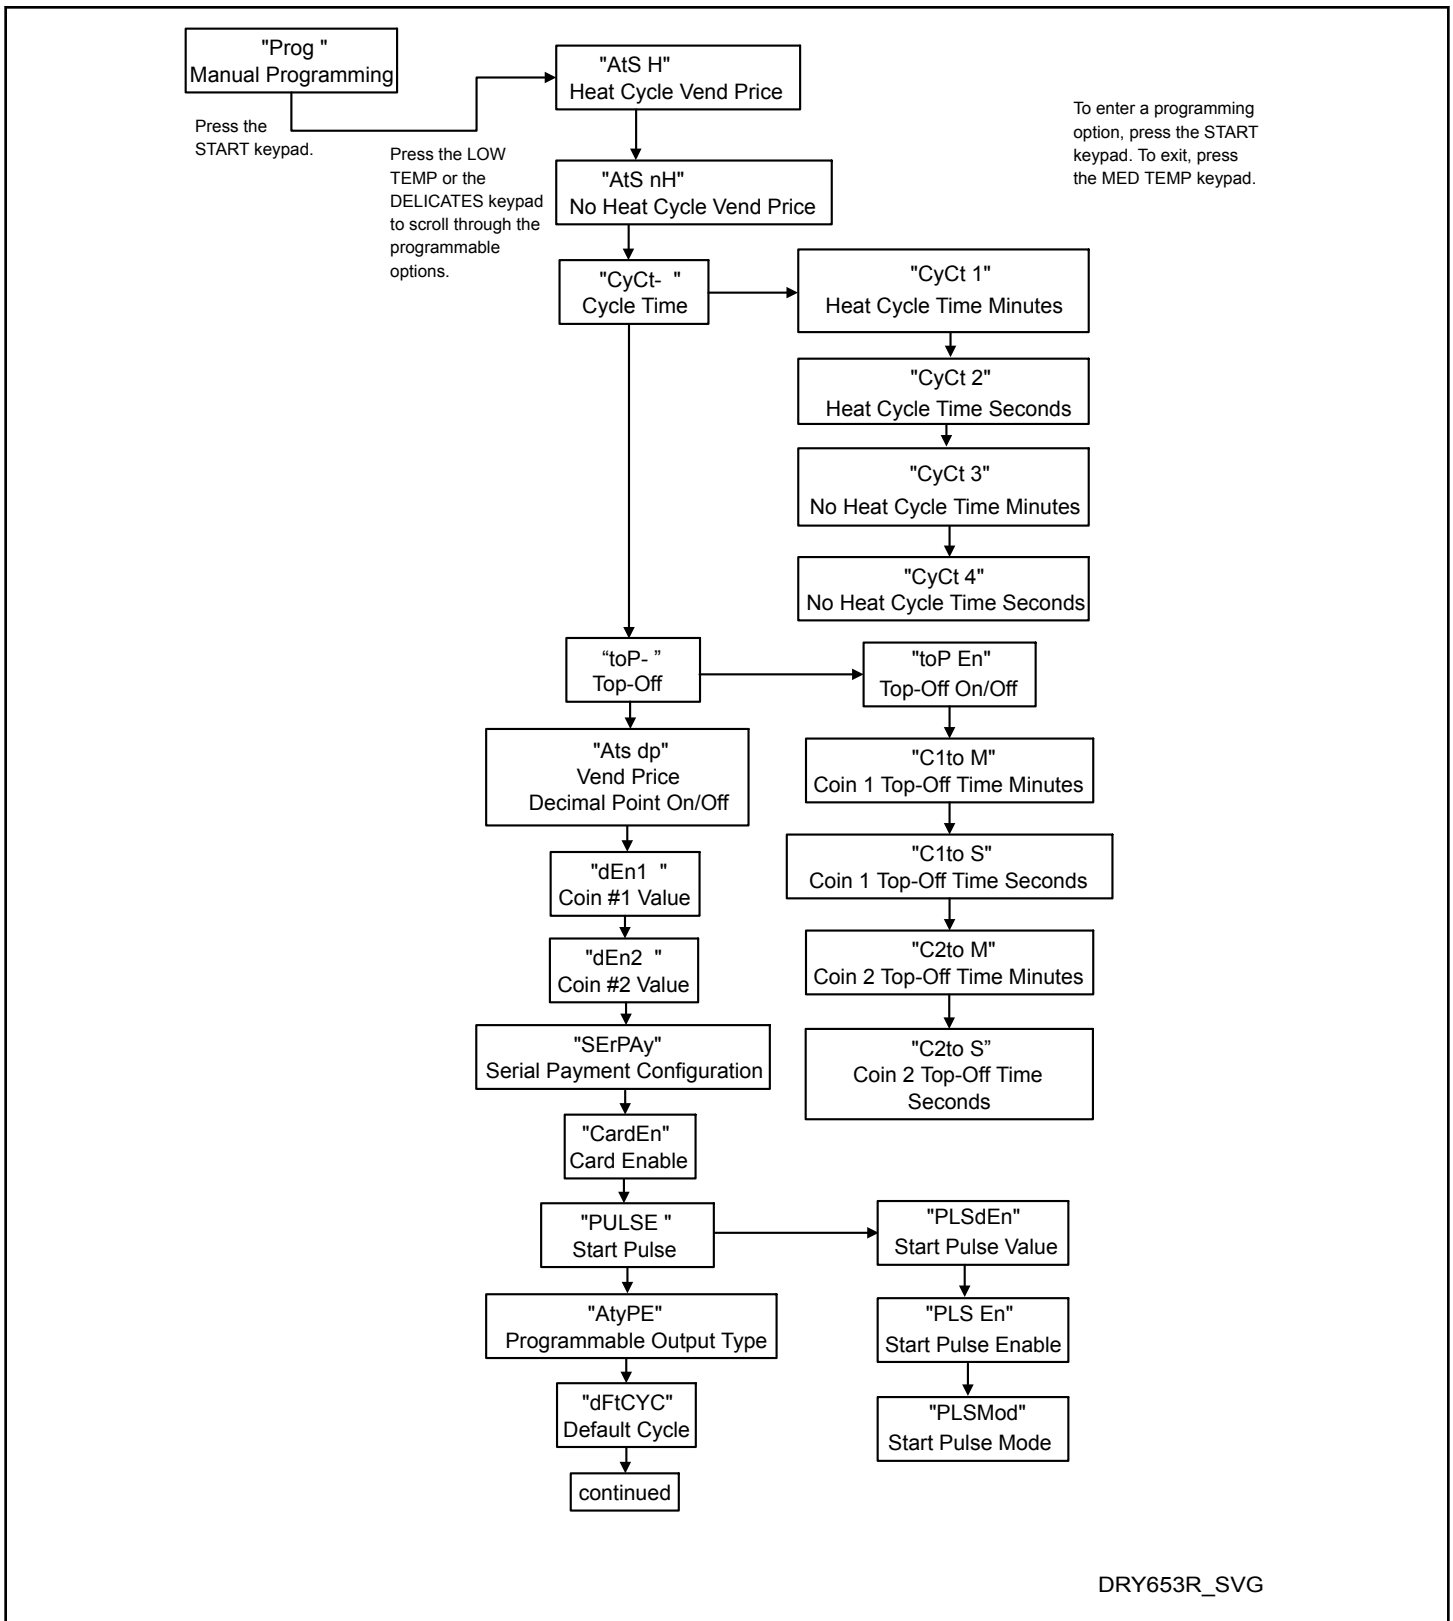 "Prog "
Manual Programming
Press the
START keypad.
Press the LOW
TEMP or the
DELICATES keypad
to scroll through the
programmable
options.
To enter a programming
option, press the START
keypad. To exit, press
the MED TEMP keypad.
"AtS H"
Heat Cycle Vend Price
"AtS nH"
No Heat Cycle Vend Price
"CyCt-  "
Cycle Time
"CyCt 1"
Heat Cycle Time Minutes
"CyCt 2"
Heat Cycle Time Seconds
"CyCt 3"
No Heat Cycle Time Minutes
"CyCt 4"
No Heat Cycle Time Seconds
“toP- ”
Top-Off
"toP En"
Top-Off On/Off
"C1to M"
Coin 1 Top-Off Time Minutes
"C1to S"
Coin 1 Top-Off Time Seconds
"C2to M"
Coin 2 Top-Off Time Minutes
"C2to S”
Coin 2 Top-Off Time
Seconds
"Ats dp"
Vend Price
Decimal Point On/Off
"dEn1  "
Coin #1 Value
"dEn2  "
Coin #2 Value
"SErPAy"
Serial Payment Configuration
"CardEn"
Card Enable
"PULSE "
Start Pulse
"PLSdEn"
Start Pulse Value
"PLS En"
Start Pulse Enable
"PLSMod"
Start Pulse Mode
"AtyPE"
Programmable Output Type
"dFtCYC"
Default Cycle
continued
DRY653R_SVG